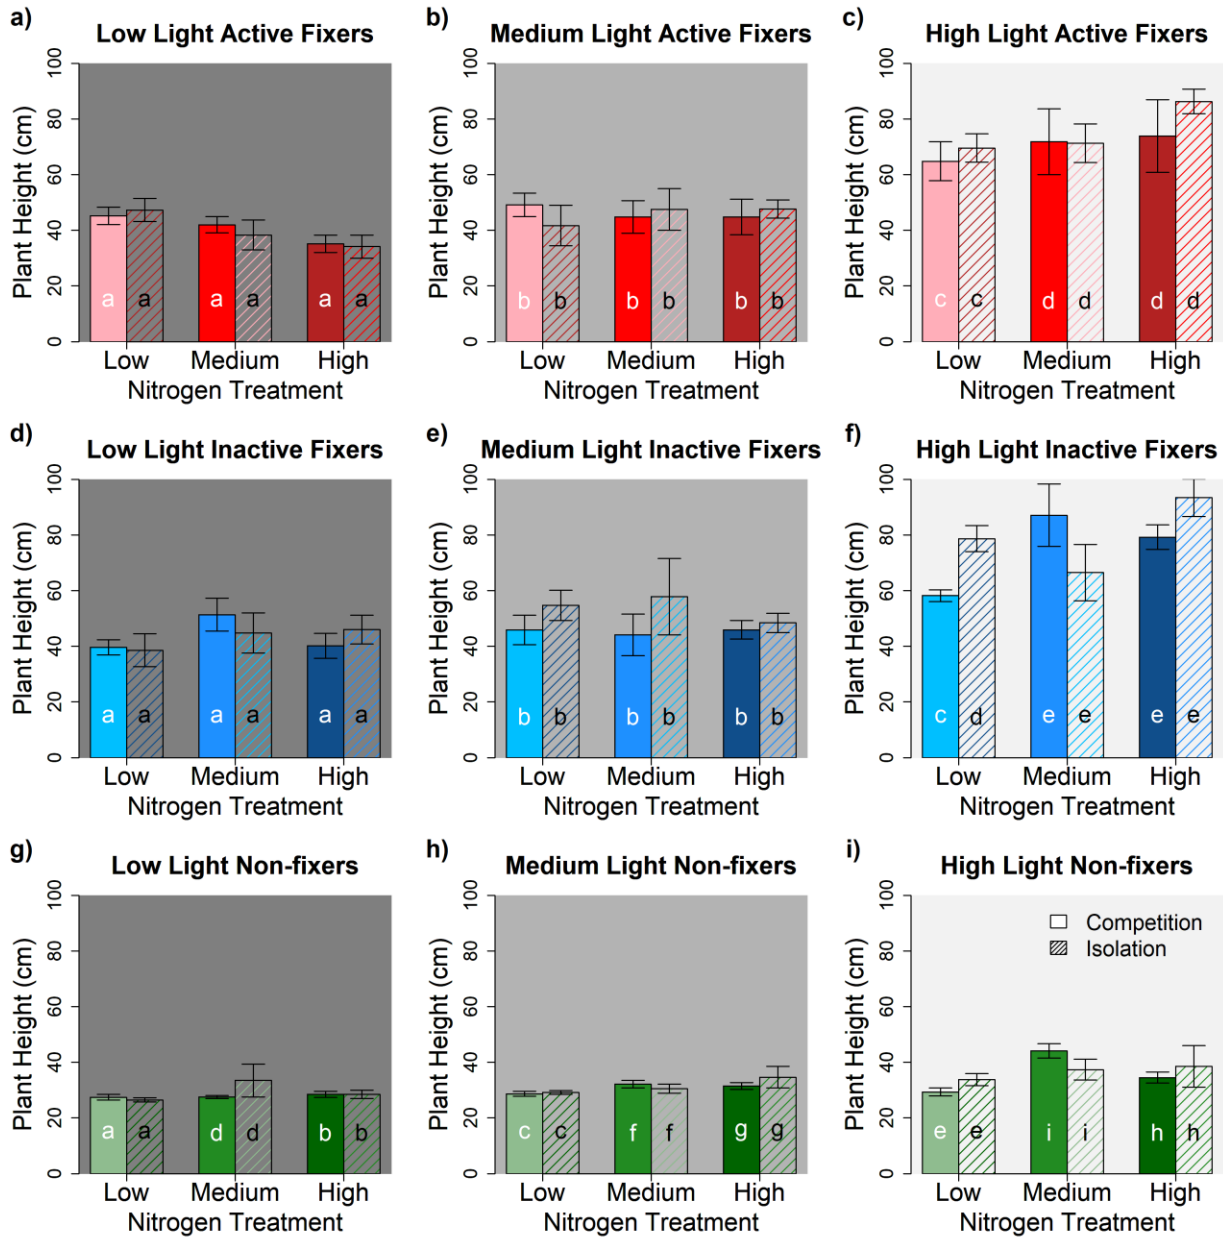 a) Low Light Active Fixers
Plant Height (cm)
0 20 40 60 80 100
a a a a a a
Low Medium High
Nitrogen Treatment
b) Medium Light Active Fixers
Plant Height (cm)
0 20 40 60 80 100
b b b b b b
Low Medium High
Nitrogen Treatment
c) High Light Active Fixers
Plant Height (cm)
0 20 40 60 80 100
c c d d d d
Low Medium High
Nitrogen Treatment
d) Low Light Inactive Fixers
Plant Height (cm)
0 20 40 60 80 100
a a a a a a
Low Medium High
Nitrogen Treatment
e) Medium Light Inactive Fixers
Plant Height (cm)
0 20 40 60 80 100
b b b b b b
Low Medium High
Nitrogen Treatment
f) High Light Inactive Fixers
Plant Height (cm)
0 20 40 60 80 100
c d e e e e
Low Medium High
Nitrogen Treatment
g) Low Light Non-fixers
Plant Height (cm)
0 20 40 60 80 100
a a d d b b
Low Medium High
Nitrogen Treatment
h) Medium Light Non-fixers
Plant Height (cm)
0 20 40 60 80 100
c c f f g g
Low Medium High
Nitrogen Treatment
i) High Light Non-fixers
Plant Height (cm)
0 20 40 60 80 100
Competition
Isolation
e e i i h h
Low Medium High
Nitrogen Treatment